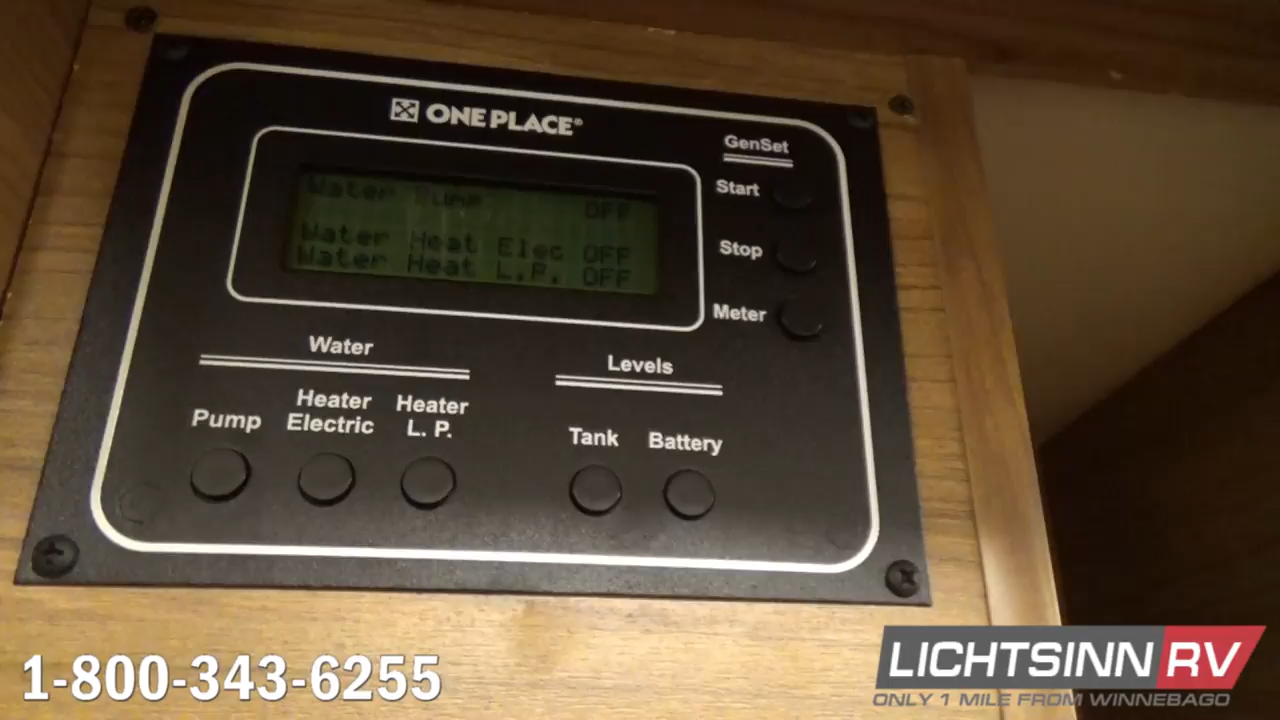 ONE PLACE®
GenSet
Start
Stop
Meter
Water Pump OFF
Water Heat Elec OFF
Water Heat L.P. OFF
Water
Levels
Pump
Heater
Electric
Heater
L. P.
Tank
Battery
1-800-343-6255
LICHTSINN RV
ONLY 1 MILE FROM WINNEBAGO